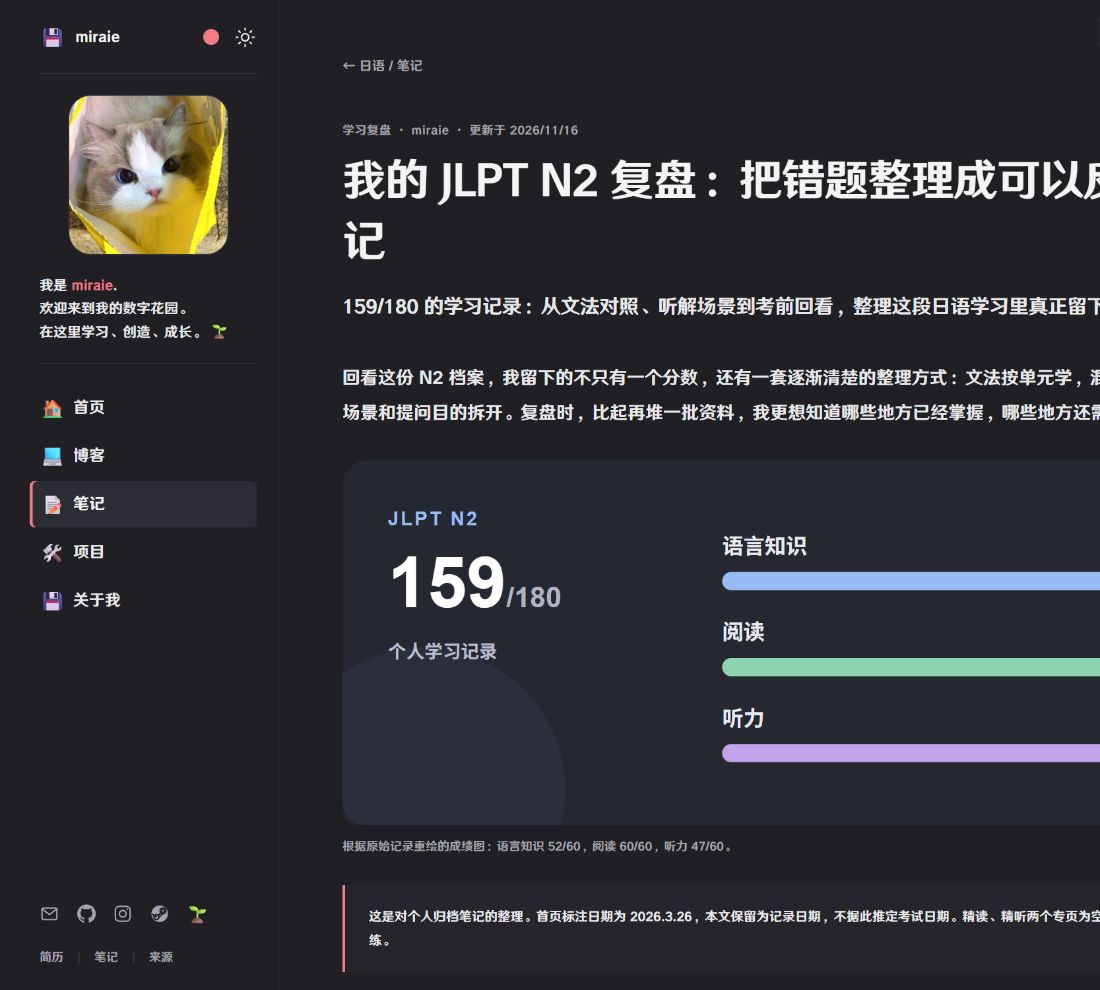 miraie
我是 miraie.
欢迎来到我的数字花园。
在这里学习、创造、成长。
首页
博客
笔记
项目
关于我
简历 | 笔记 | 来源
← 日语 / 笔记
学习复盘 · miraie · 更新于 2026/11/16
我的 JLPT N2 复盘：把错题整理成可以反
记
159/180 的学习记录：从文法对照、听解场景到考前回看，整理这段日语学习里真正留下
回看这份 N2 档案，我留下的不只有一个分数，还有一套逐渐清楚的整理方式：文法按单元学，混
场景和提问目的拆开。复盘时，比起再堆一批资料，我更想知道哪些地方已经掌握，哪些地方还需
JLPT N2
159/180
个人学习记录
语言知识
阅读
听力
根据原始记录重绘的成绩图：语言知识 52/60，阅读 60/60，听力 47/60。
这是对个人归档笔记的整理。首页标注日期为 2026.3.26，本文保留为记录日期，不据此推定考试日期。精读、精听两个专页为空
练。